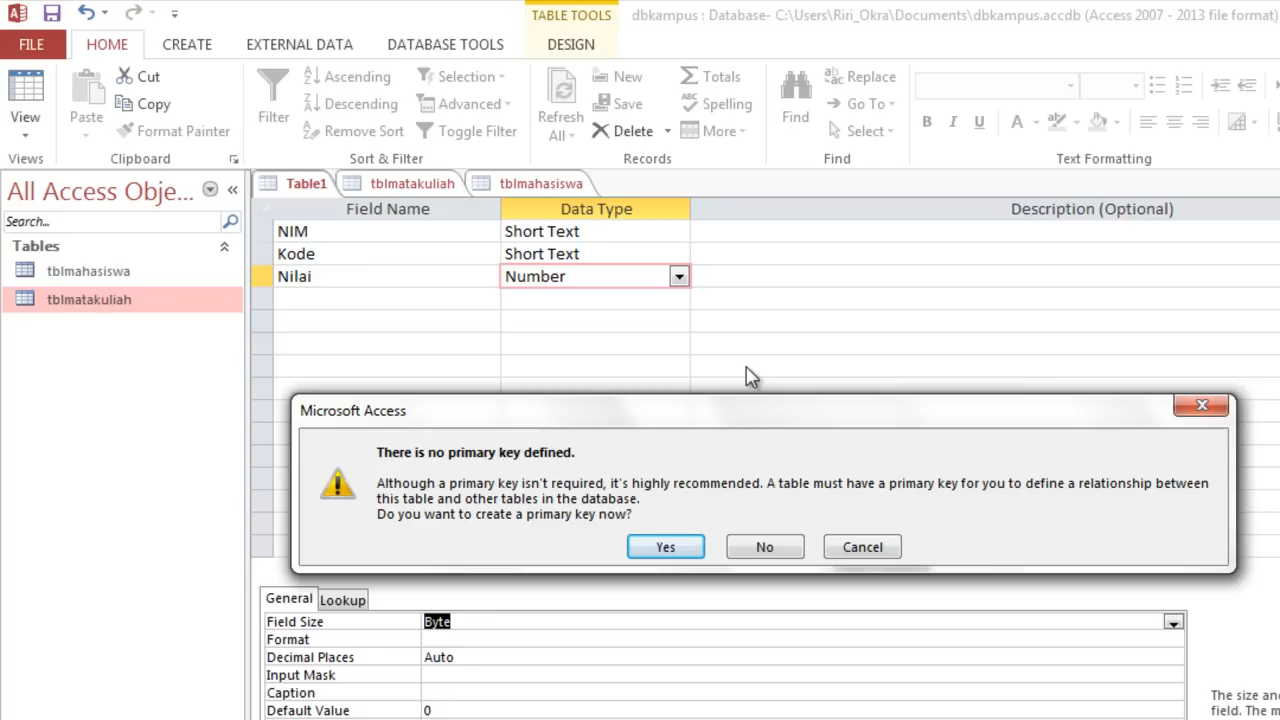 TABLE TOOLS
dbkampus : Database- C:\Users\Riri_Okra\Documents\dbkampus.accdb (Access 2007 - 2013 file format)
FILE
HOME
CREATE
EXTERNAL DATA
DATABASE TOOLS
DESIGN
View
Views
Paste
Cut
Copy
Format Painter
Clipboard
Filter
Ascending
Descending
Remove Sort
Selection
Advanced
Toggle Filter
Sort & Filter
Refresh
All
New
Save
Delete
Totals
Spelling
More
Records
Find
Replace
Go To
Select
Find
B I U
A
Text Formatting
All Access Obje...
Search...
Tables
tblmahasiswa
tblmatakuliah
Table1
tblmatakuliah
tblmahasiswa
Field Name
Data Type
Description (Optional)
NIM
Short Text
Kode
Short Text
Nilai
Number
Microsoft Access
There is no primary key defined.
Although a primary key isn't required, it's highly recommended. A table must have a primary key for you to define a relationship between
this table and other tables in the database.
Do you want to create a primary key now?
Yes
No
Cancel
General
Lookup
Field Size
Byte
Format
Decimal Places
Auto
Input Mask
Caption
Default Value
0
The size an
field. The m